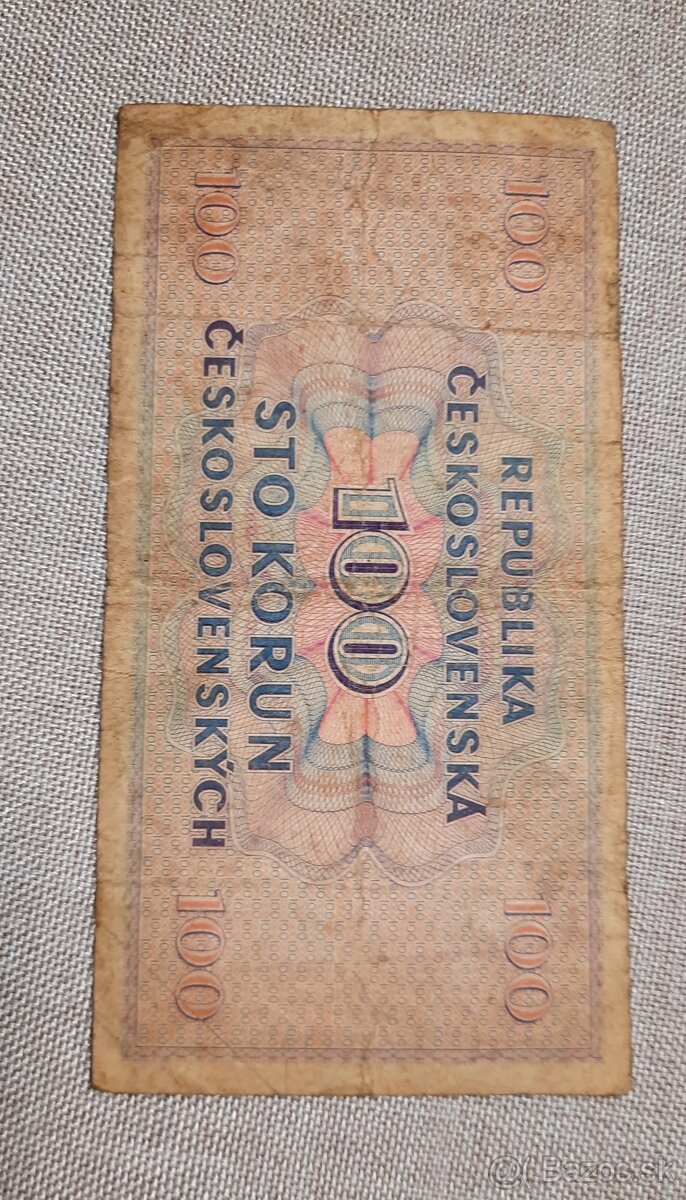 100 100
REPUBLIKA
ČESKOSLOVENSKÁ
100
STO KORUN
ČESKOSLOVENSKÝCH
100 100
@ Bazos.sk